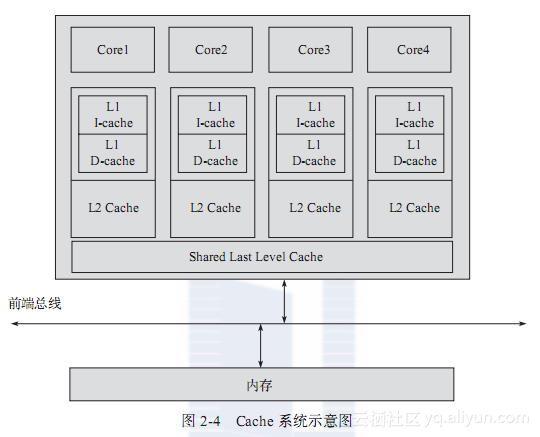 Core1 Core2 Core3 Core4
L1 L1 L1 L1
I-cache I-cache I-cache I-cache
L1 L1 L1 L1
D-cache D-cache D-cache D-cache
L2 Cache L2 Cache L2 Cache L2 Cache
Shared Last Level Cache
前端总线
内存
图 2-4 Cache 系统示意图
云栖社区 yq.aliyun.com